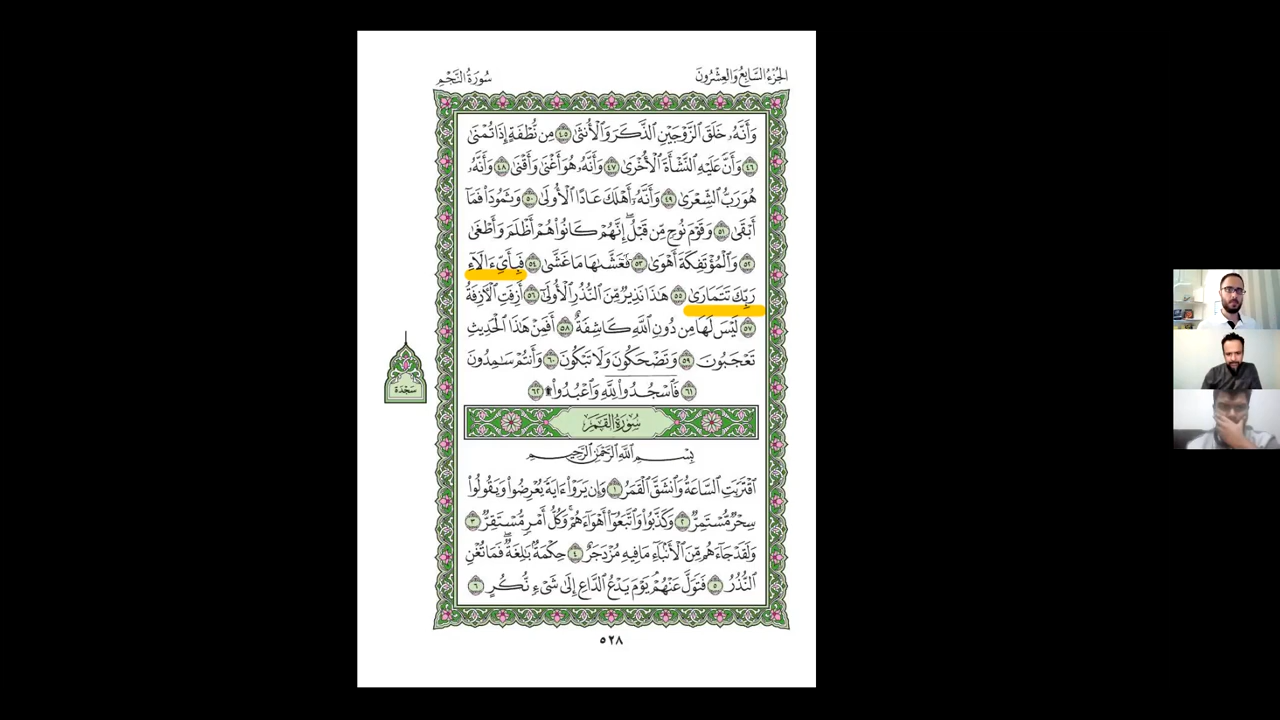 الجزء السابع والعشرون
سورة النجم
وَأَنَّهُۥ خَلَقَ ٱلزَّوْجَيْنِ ٱلذَّكَرَ وَٱلْأُنثَىٰ ٤٥ مِن نُّطْفَةٍ إِذَا تُمْنَىٰ
٤٦ وَأَنَّ عَلَيْهِ ٱلنَّشْأَةَ ٱلْأُخْرَىٰ ٤٧ وَأَنَّهُۥ هُوَ أَغْنَىٰ وَأَقْنَىٰ ٤٨ وَأَنَّهُۥ
هُوَ رَبُّ ٱلشِّعْرَىٰ ٤٩ وَأَنَّهُۥٓ أَهْلَكَ عَادًا ٱلْأُولَىٰ ٥٠ وَثَمُودَا۟ فَمَآ
أَبْقَىٰ ٥١ وَقَوْمَ نُوحٍ مِّن قَبْلُ ۖ إِنَّهُمْ كَانُوا۟ هُمْ أَظْلَمَ وَأَطْغَىٰ
٥٢ وَٱلْمُؤْتَفِكَةَ أَهْوَىٰ ٥٣ فَغَشَّىٰهَا مَا غَشَّىٰ ٥٤ فَبِأَىِّ ءَالَآءِ
رَبِّكَ تَتَمَارَىٰ ٥٥ هَٰذَا نَذِيرٌ مِّنَ ٱلنُّذُرِ ٱلْأُولَىٰٓ ٥٦ أَزِفَتِ ٱلْءَازِفَةُ
٥٧ لَيْسَ لَهَا مِن دُونِ ٱللَّهِ كَاشِفَةٌ ٥٨ أَفَمِنْ هَٰذَا ٱلْحَدِيثِ
تَعْجَبُونَ ٥٩ وَتَضْحَكُونَ وَلَا تَبْكُونَ ٦٠ وَأَنتُمْ سَٰمِدُونَ
٦١ فَٱسْجُدُوا۟ لِلَّهِ وَٱعْبُدُوا۟ ۩ ٦٢
سجدة
سورة القمر
بِسْمِ ٱللَّهِ ٱلرَّحْمَٰنِ ٱلرَّحِيمِ
ٱقْتَرَبَتِ ٱلسَّاعَةُ وَٱنشَقَّ ٱلْقَمَرُ ١ وَإِن يَرَوْا۟ ءَايَةً يُعْرِضُوا۟ وَيَقُولُوا۟
سِحْرٌ مُّسْتَمِرٌّ ٢ وَكَذَّبُوا۟ وَٱتَّبَعُوٓا۟ أَهْوَآءَهُمْ ۚ وَكُلُّ أَمْرٍ مُّسْتَقِرٌّ ٣
وَلَقَدْ جَآءَهُم مِّنَ ٱلْأَنۢبَآءِ مَا فِيهِ مُزْدَجَرٌ ٤ حِكْمَةٌۢ بَٰلِغَةٌ ۖ فَمَا تُغْنِ
ٱلنُّذُرُ ٥ فَتَوَلَّ عَنْهُمْ ۘ يَوْمَ يَدْعُ ٱلدَّاعِ إِلَىٰ شَىْءٍ نُّكُرٍ ٦
٥٢٨